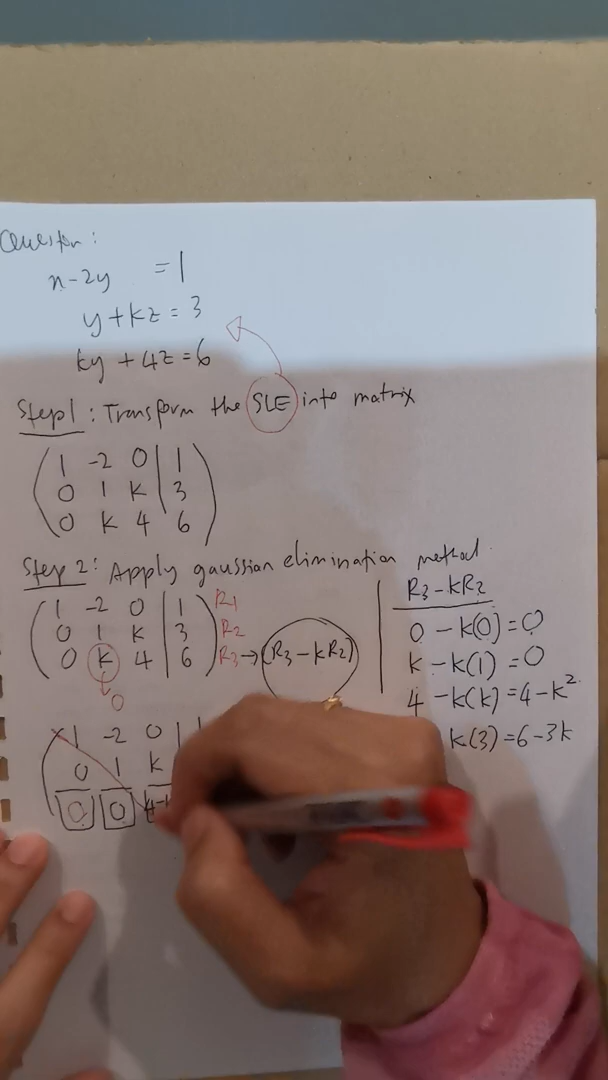 Question:
x-2y = 1
y+kz = 3
ky + 4z = 6
Step 1: Transform the SLE into matrix
1 -2 0 | 1
0 1 k | 3
0 k 4 | 6
Step 2: Apply gaussian elimination method.
1 -2 0 | 1 R1
0 1 k | 3 R2
0 k 4 | 6 R3 → (R3 - kR2)
0
R3 - kR2
0 - k(0) = 0
k - k(1) = 0
4 - k(k) = 4 - k²
k(3) = 6 - 3k
1 -2 0
0 1 k
0 0 4-